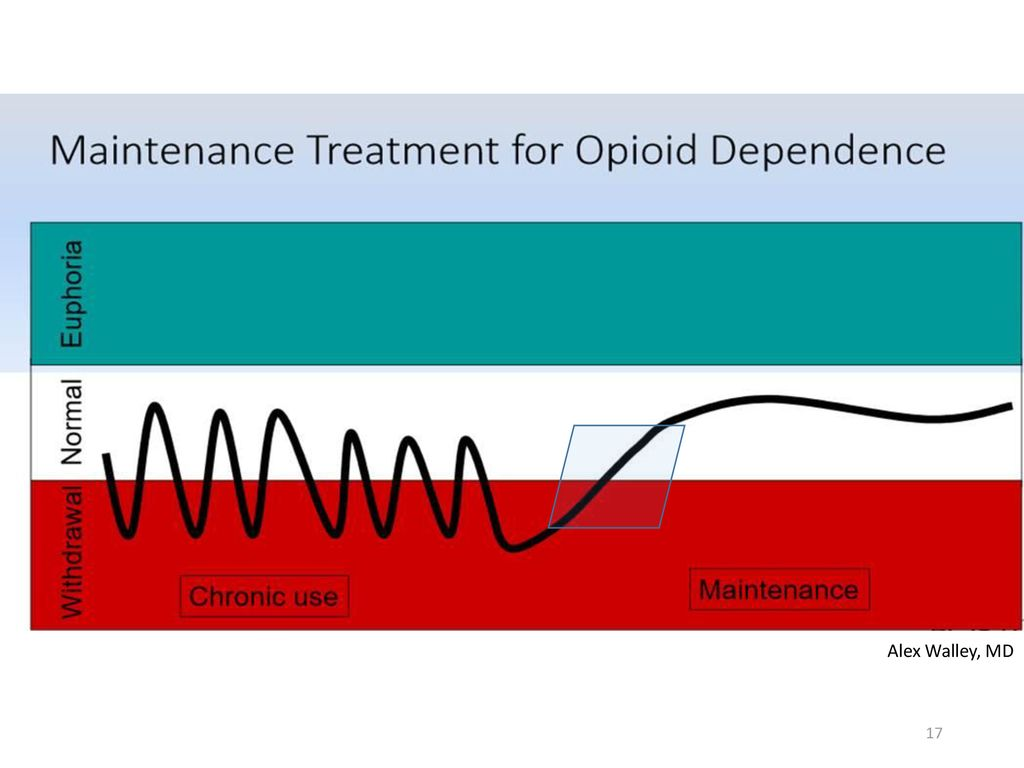 Maintenance Treatment for Opioid Dependence
Euphoria
Normal
Withdrawal
Chronic use
Maintenance
Alex Walley, MD
17